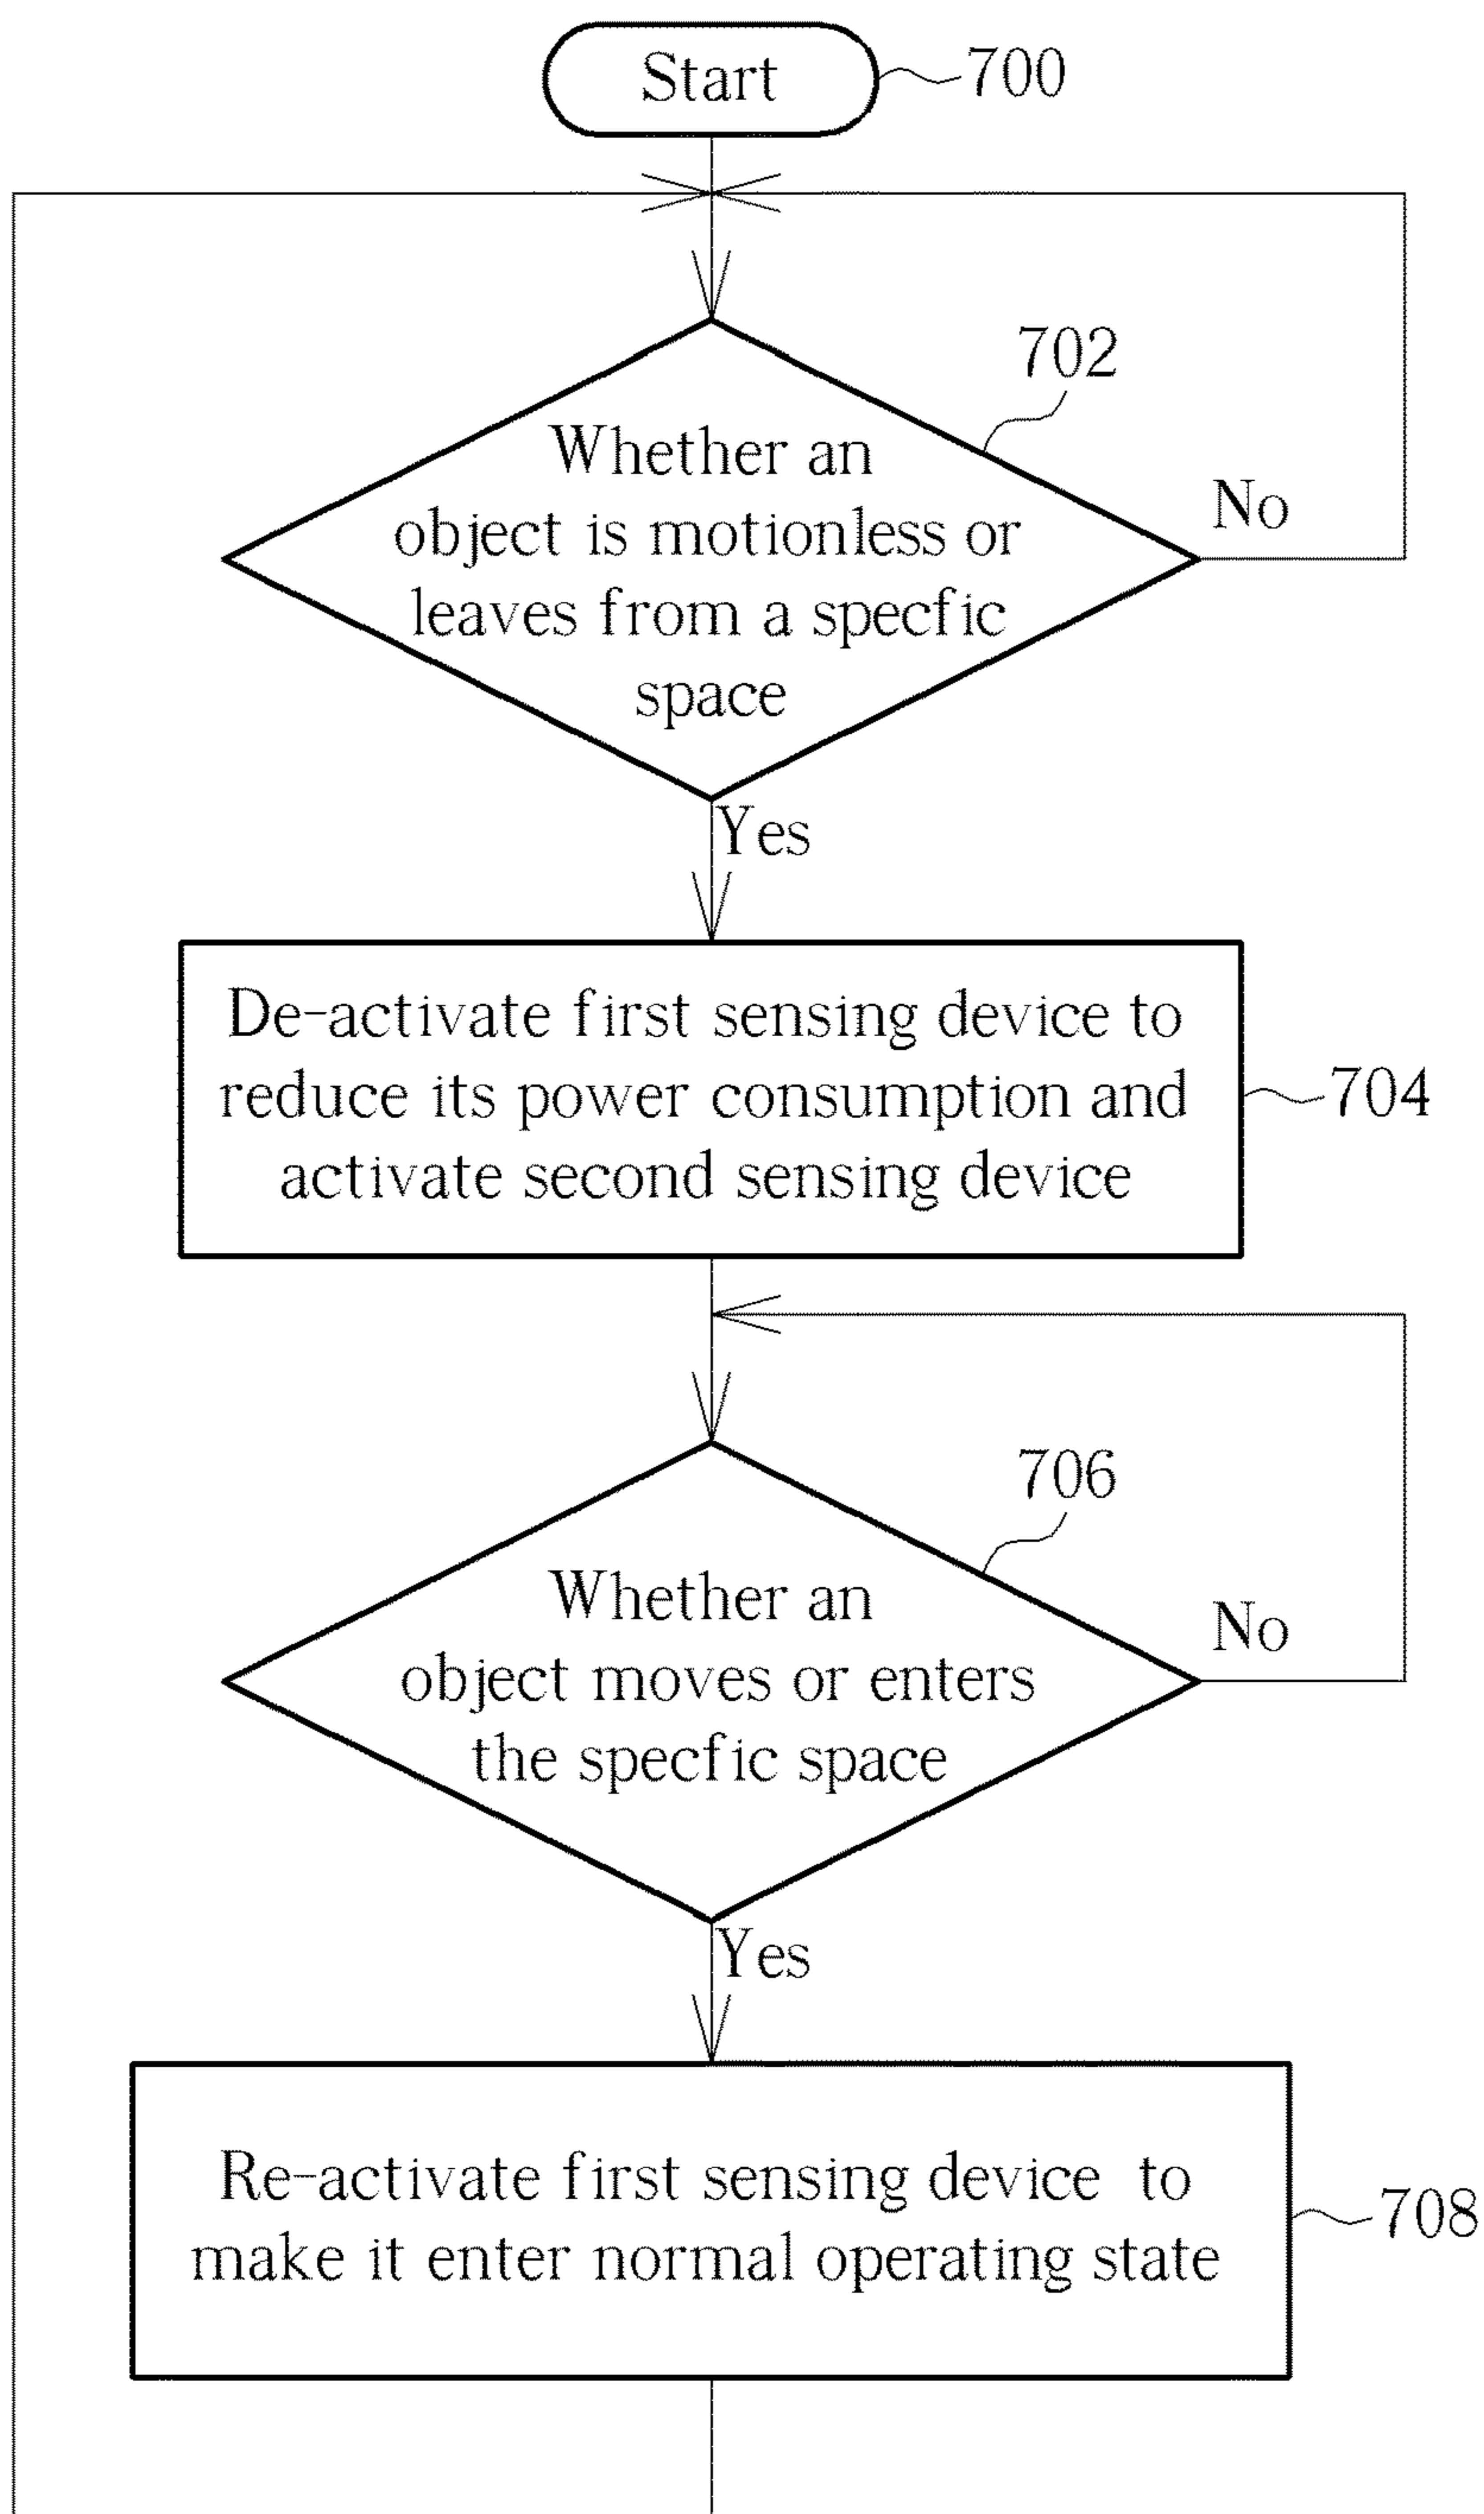 Start
700
702
Whether an
object is motionless or
leaves from a specfic
space
No
Yes
De-activate first sensing device to
reduce its power consumption and
activate second sensing device
704
706
Whether an
object moves or enters
the specfic space
No
Yes
Re-activate first sensing device to
make it enter normal operating state
708